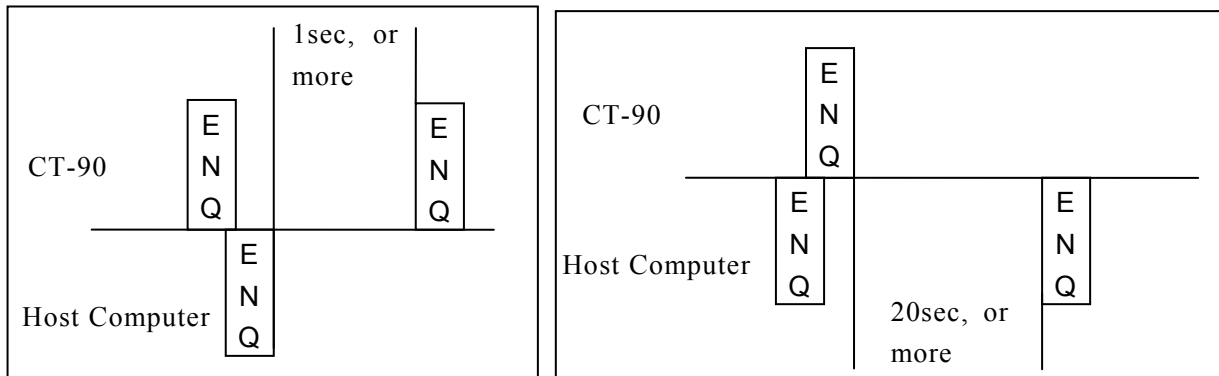 1sec, or
more
E
N
Q
E
N
Q
CT-90
E
N
Q
Host Computer
E
N
Q
CT-90
E
N
Q
E
N
Q
Host Computer
20sec, or
more